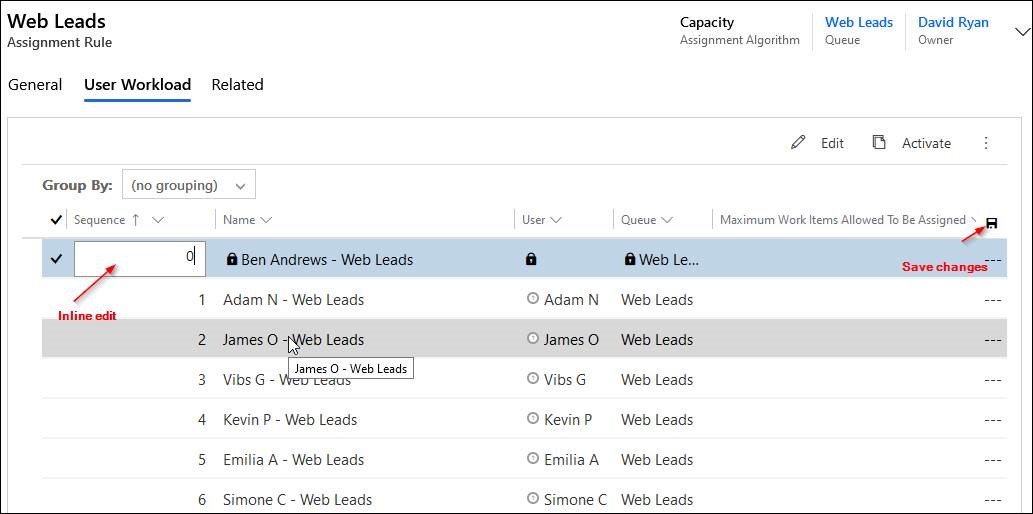 Web Leads
Assignment Rule
Capacity
Assignment Algorithm
Web Leads
Queue
David Ryan
Owner
General User Workload Related
Edit Activate
Group By: (no grouping)
Sequence Name User Queue Maximum Work Items Allowed To Be Assigned
0 Ben Andrews - Web Leads Web Le... ---
Save changes
Inline edit
1 Adam N - Web Leads Adam N Web Leads ---
2 James O - Web Leads James O Web Leads ---
James O - Web Leads
3 Vibs G - Web Leads Vibs G Web Leads ---
4 Kevin P - Web Leads Kevin P Web Leads ---
5 Emilia A - Web Leads Emilia A Web Leads ---
6 Simone C - Web Leads Simone C Web Leads ---